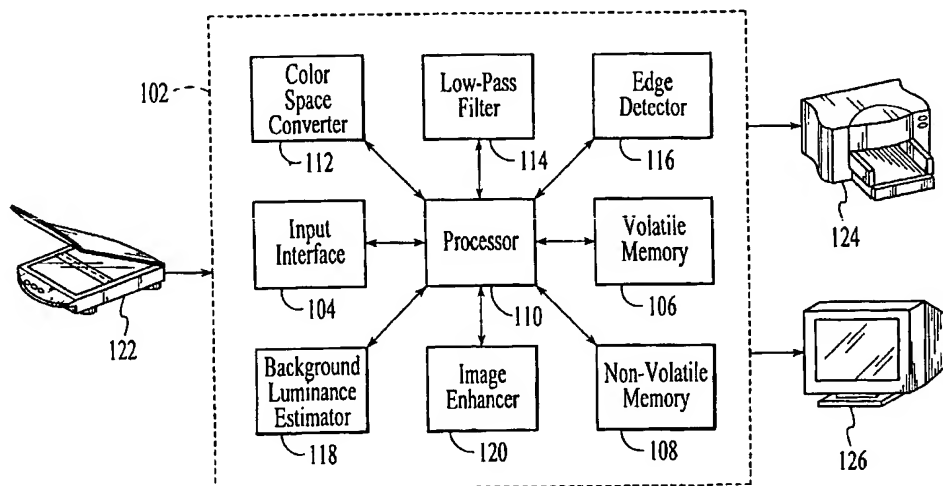 102
Color
Space
Converter
112
Low-Pass
Filter
114
Edge
Detector
116
124
Input
Interface
104
Processor
110
Volatile
Memory
106
122
Background
Luminance
Estimator
118
Image
Enhancer
120
Non-Volatile
Memory
108
126